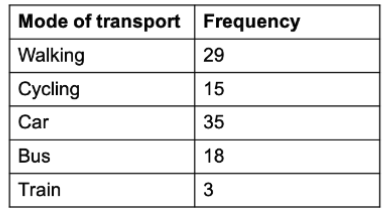 Mode of transport Frequency
Walking 29
Cycling 15
Car 35
Bus 18
Train 3